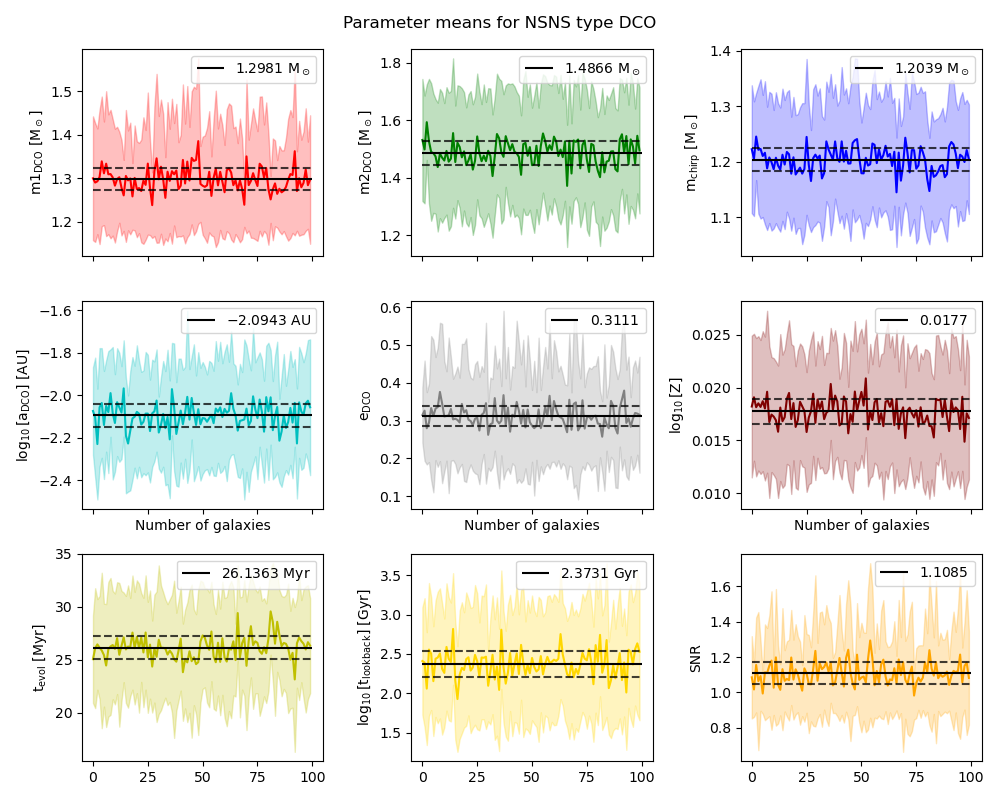 Parameter means for NSNS type DCO
1.2981 M⊙
1.4866 M⊙
1.2039 M⊙
m1DCO [M⊙]
1.5
1.4
1.3
1.2
m2DCO [M⊙]
1.8
1.6
1.4
1.2
mchirp [M⊙]
1.4
1.3
1.2
1.1
−2.0943 AU
0.3111
0.0177
log10 [aDCO] [AU]
−1.6
−1.8
−2.0
−2.2
−2.4
Number of galaxies
eDCO
0.6
0.5
0.4
0.3
0.2
0.1
Number of galaxies
log10 [Z]
0.025
0.020
0.015
0.010
Number of galaxies
26.1363 Myr
2.3731 Gyr
1.1085
tevol [Myr]
35
30
25
20
0 25 50 75 100
log10 [tlookback] [Gyr]
3.5
3.0
2.5
2.0
1.5
0 25 50 75 100
SNR
1.6
1.4
1.2
1.0
0.8
0 25 50 75 100